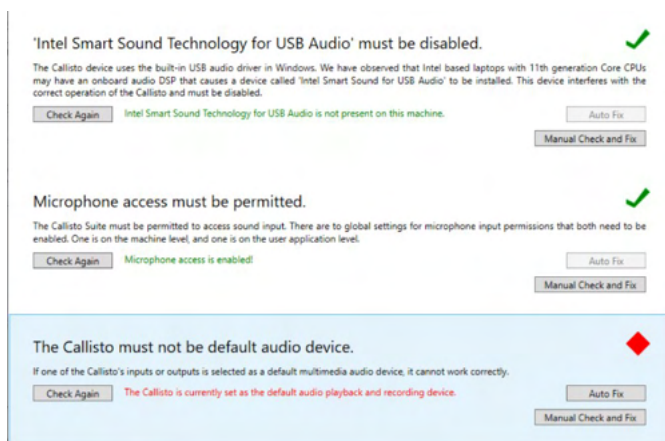 'Intel Smart Sound Technology for USB Audio' must be disabled.
The Callisto device uses the built-in USB audio driver in Windows. We have observed that Intel based laptops with 11th generation Core CPUs
may have an onboard audio DSP that causes a device called 'Intel Smart Sound for USB Audio' to be installed. This device interferes with the
correct operation of the Callisto and must be disabled.
Check Again Intel Smart Sound Technology for USB Audio is not present on this machine. Auto Fix
Manual Check and Fix
Microphone access must be permitted.
The Callisto Suite must be permitted to access sound input. There are to global settings for microphone input permissions that both need to be
enabled. One is on the machine level, and one is on the user application level.
Check Again Microphone access is enabled! Auto Fix
Manual Check and Fix
The Callisto must not be default audio device.
If one of the Callisto's inputs or outputs is selected as a default multimedia audio device, it cannot work correctly.
Check Again The Callisto is currently set as the default audio playback and recording device. Auto Fix
Manual Check and Fix